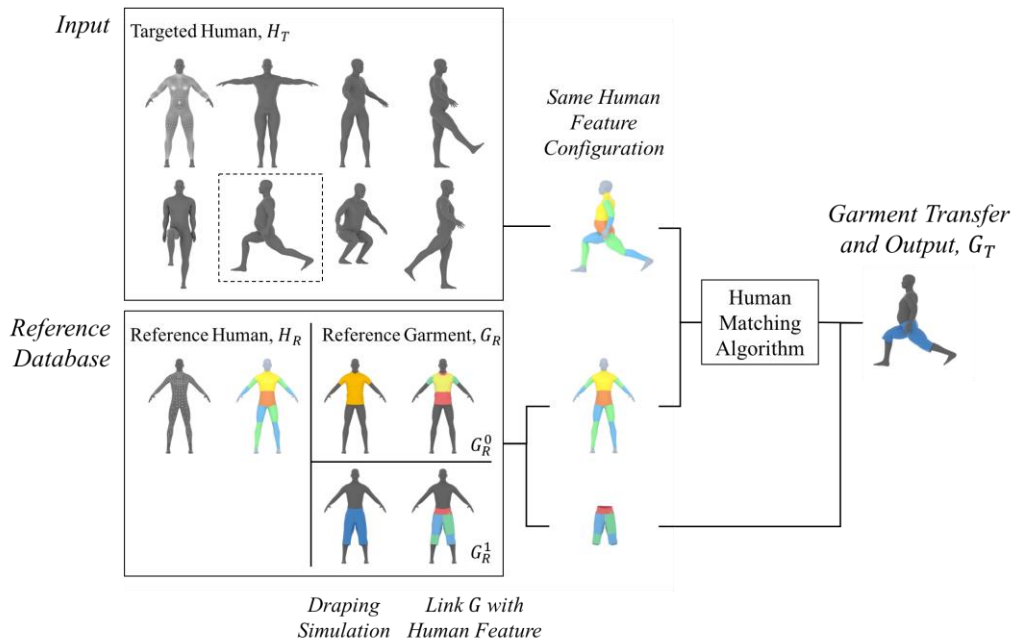 Input
Targeted Human, H_T
Same Human
Feature
Configuration
Garment Transfer
and Output, G_T
Human
Matching
Algorithm
Reference
Database
Reference Human, H_R
Reference Garment, G_R
G_R^0
G_R^1
Draping
Simulation
Link G with
Human Feature